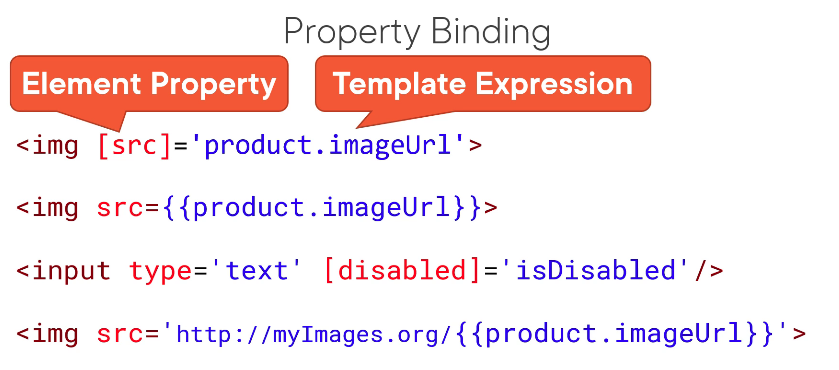 Property Binding
Element Property
Template Expression
<img [src]='product.imageUrl'>
<img src={{product.imageUrl}}>
<input type='text' [disabled]='isDisabled'/>
<img src='http://myImages.org/{{product.imageUrl}}'>